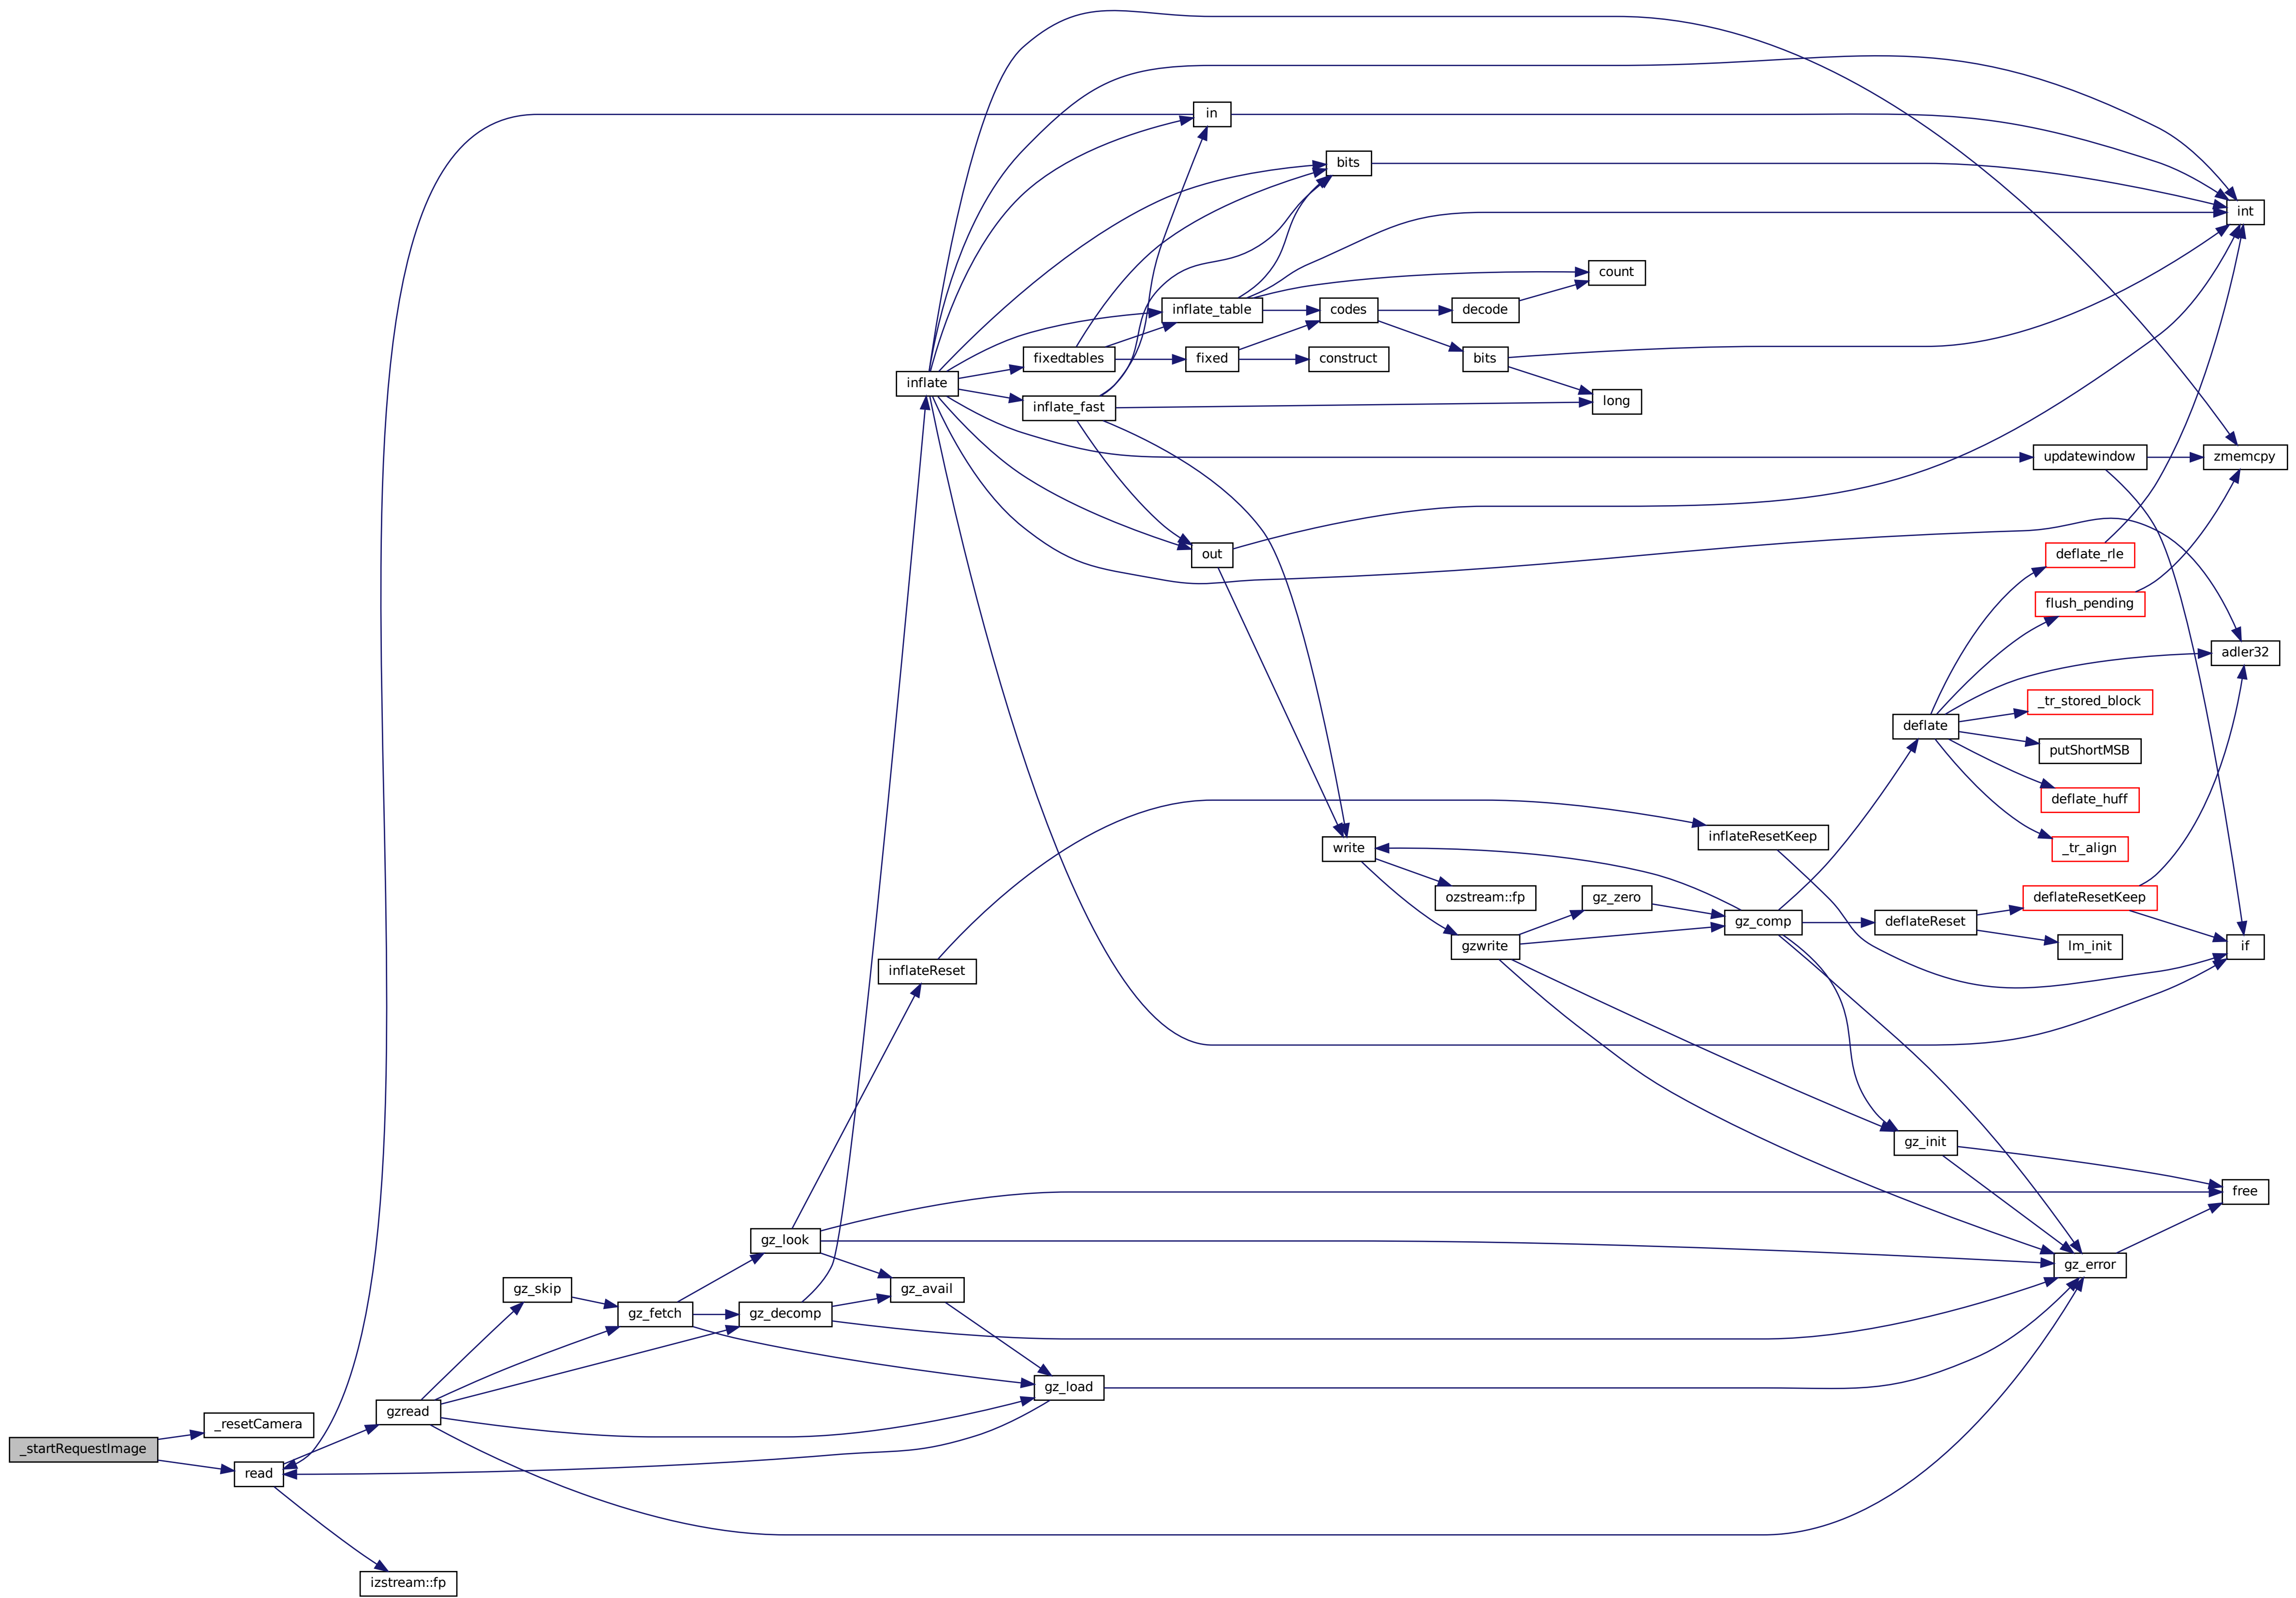 _startRequestImage
_resetCamera
read
izstream::fp
gzread
gz_skip
gz_fetch
gz_look
gz_decomp
inflateReset
gz_avail
gz_load
inflate
fixedtables
inflate_fast
in
bits
inflate_table
fixed
out
codes
construct
decode
bits
count
long
write
ozstream::fp
gzwrite
gz_zero
inflateResetKeep
gz_comp
deflate
deflateReset
gz_init
updatewindow
deflate_rle
flush_pending
_tr_stored_block
putShortMSB
deflate_huff
_tr_align
deflateResetKeep
lm_init
gz_error
int
zmemcpy
adler32
if
free